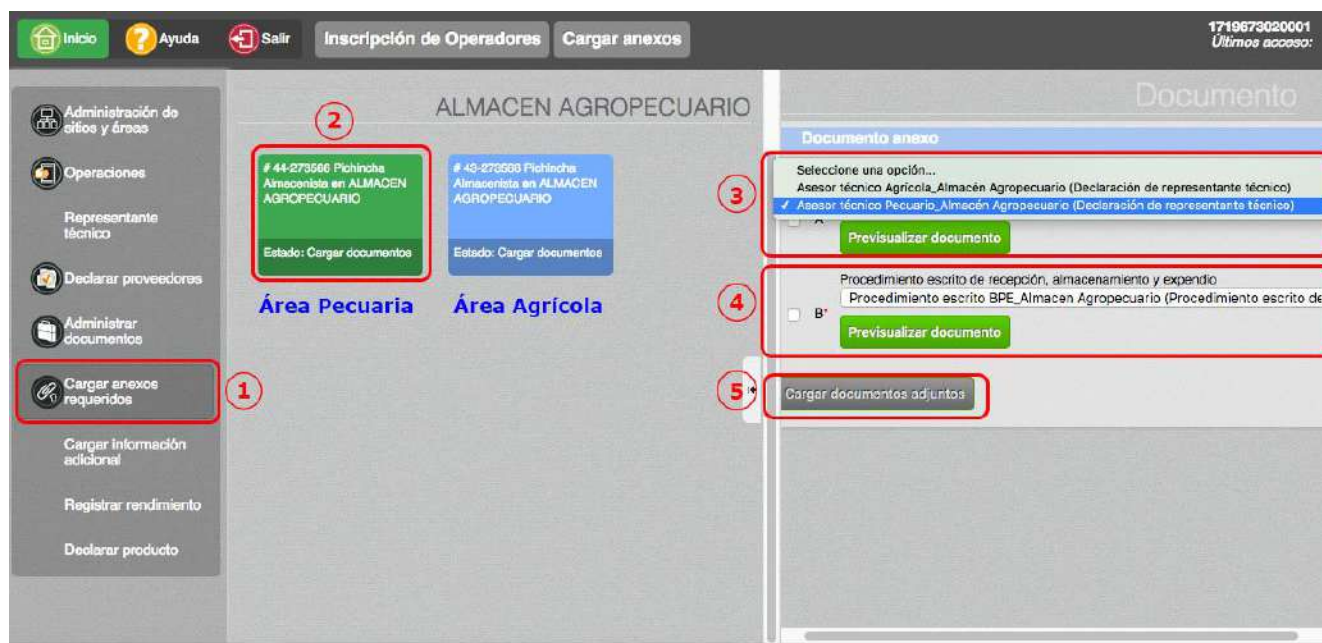 Inicio
Ayuda
Salir
Inscripción de Operadores
Cargar anexos
1719673020001
Últimos acceso:
Administración de
sitios y áreas
Operaciones
Representante
técnico
Declarar proveedores
Administrar
documentos
Cargar anexos
requeridos
1
Cargar información
adicional
Registrar rendimiento
Declarar producto
ALMACEN AGROPECUARIO
2
# 44-273566 Pichincha
Almacenista en ALMACEN
AGROPECUARIO
Estado: Cargar documentos
Área Pecuaria
Almacenista en ALMACEN
AGROPECUARIO
Estado: Cargar documentos
Área Agrícola
Documento
Documento anexo
3
Seleccione una opción...
Asesor técnico Agrícola_Almacén Agropecuario (Declaración de representante técnico)
✓ Asesor técnico Pecuario_Almacén Agropecuario (Declaración de representante técnico)
A
Previsualizar documento
4
Procedimiento escrito de recepción, almacenamiento y expendio
Procedimiento escrito BPE_Almacen Agropecuario (Procedimiento escrito de
B*
Previsualizar documento
5
Cargar documentos adjuntos